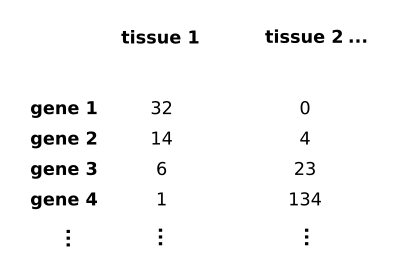 tissue 1 tissue 2 ...
gene 1 32 0
gene 2 14 4
gene 3 6 23
gene 4 1 134
⋮ ⋮ ⋮